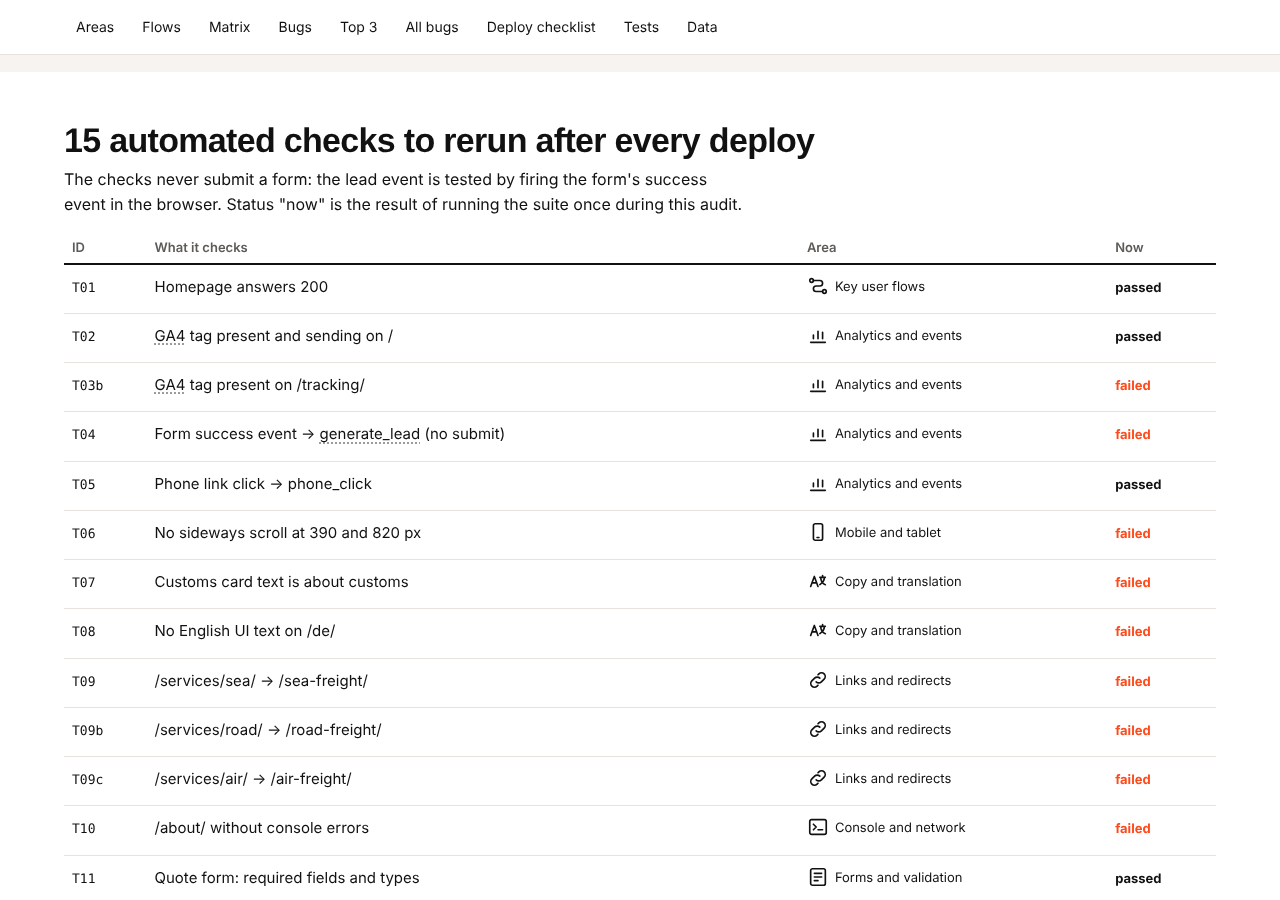 Areas Flows Matrix Bugs Top 3 All bugs Deploy checklist Tests Data
15 automated checks to rerun after every deploy
The checks never submit a form: the lead event is tested by firing the form's success
event in the browser. Status "now" is the result of running the suite once during this audit.
ID What it checks Area Now
T01 Homepage answers 200 Key user flows passed
T02 GA4 tag present and sending on / Analytics and events passed
T03b GA4 tag present on /tracking/ Analytics and events failed
T04 Form success event → generate_lead (no submit) Analytics and events failed
T05 Phone link click → phone_click Analytics and events passed
T06 No sideways scroll at 390 and 820 px Mobile and tablet failed
T07 Customs card text is about customs Copy and translation failed
T08 No English UI text on /de/ Copy and translation failed
T09 /services/sea/ → /sea-freight/ Links and redirects failed
T09b /services/road/ → /road-freight/ Links and redirects failed
T09c /services/air/ → /air-freight/ Links and redirects failed
T10 /about/ without console errors Console and network failed
T11 Quote form: required fields and types Forms and validation passed